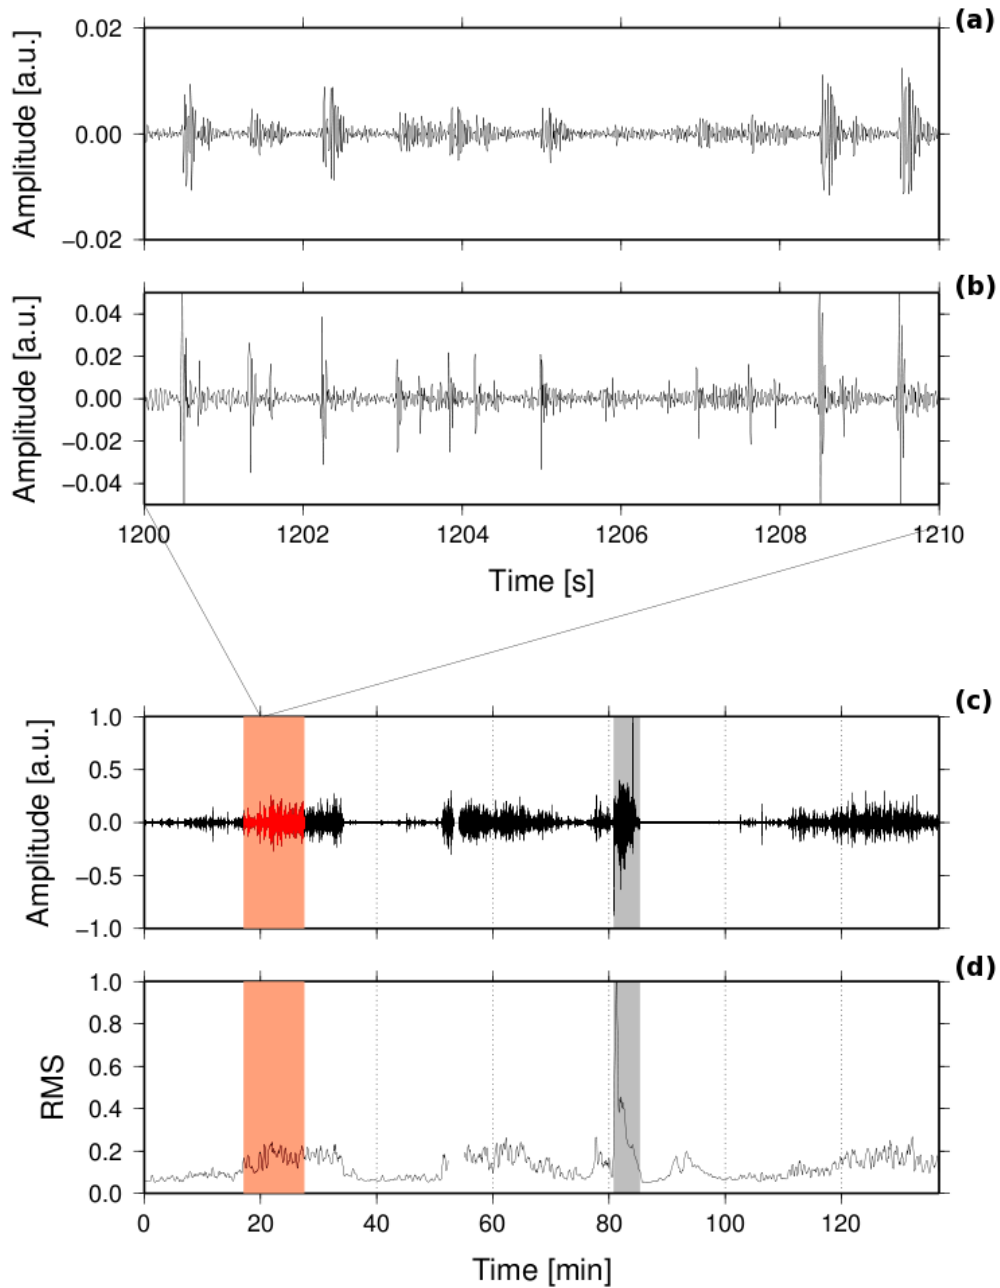 (a)
0.02
0.00
−0.02
Amplitude [a.u.]
(b)
0.04
0.02
0.00
−0.02
−0.04
Amplitude [a.u.]
1200 1202 1204 1206 1208 1210
Time [s]
(c)
1.0
0.5
0.0
−0.5
−1.0
Amplitude [a.u.]
(d)
1.0
0.8
0.6
0.4
0.2
0.0
RMS
0 20 40 60 80 100 120
Time [min]